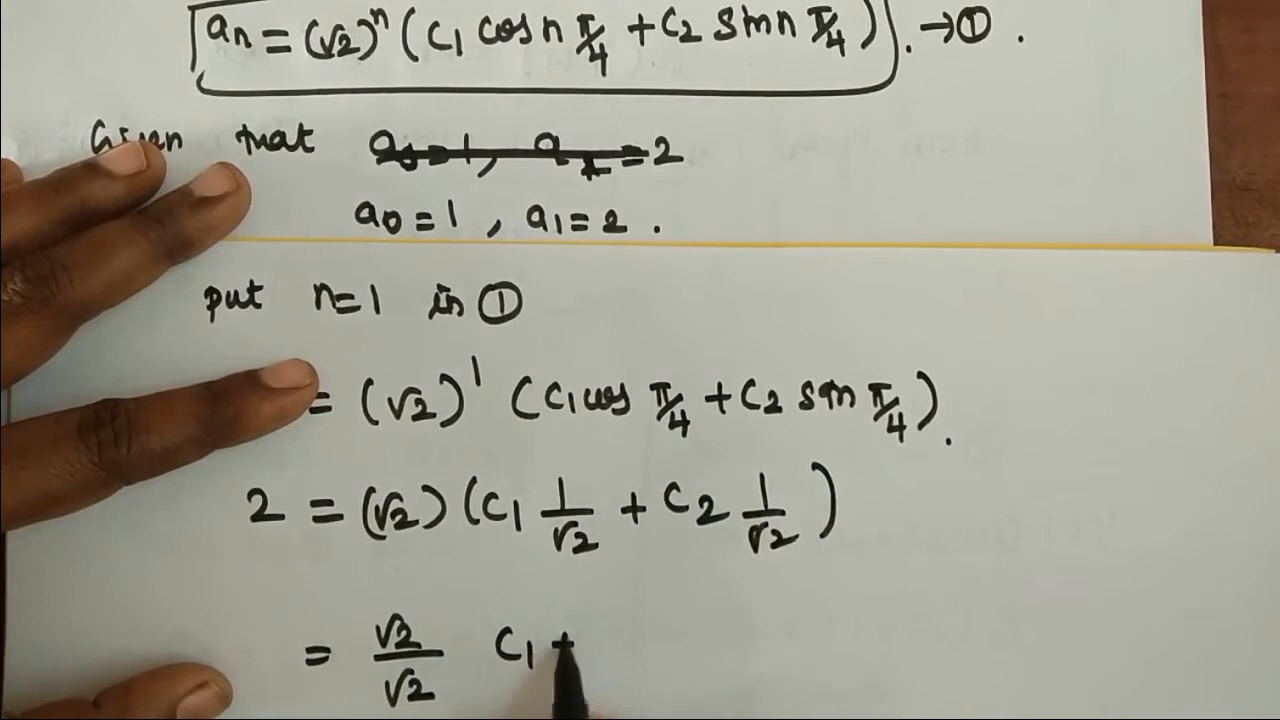 an = (√2)ⁿ (C1 cos n π/4 + C2 sin n π/4). → ①.
Given that a0=1, a1=2
a0 = 1, a1 = 2.
put n=1 in ①
= (√2)¹ (C1 cos π/4 + C2 sin π/4).
2 = (√2) (C1 1/√2 + C2 1/√2)
= √2/√2 C1 +